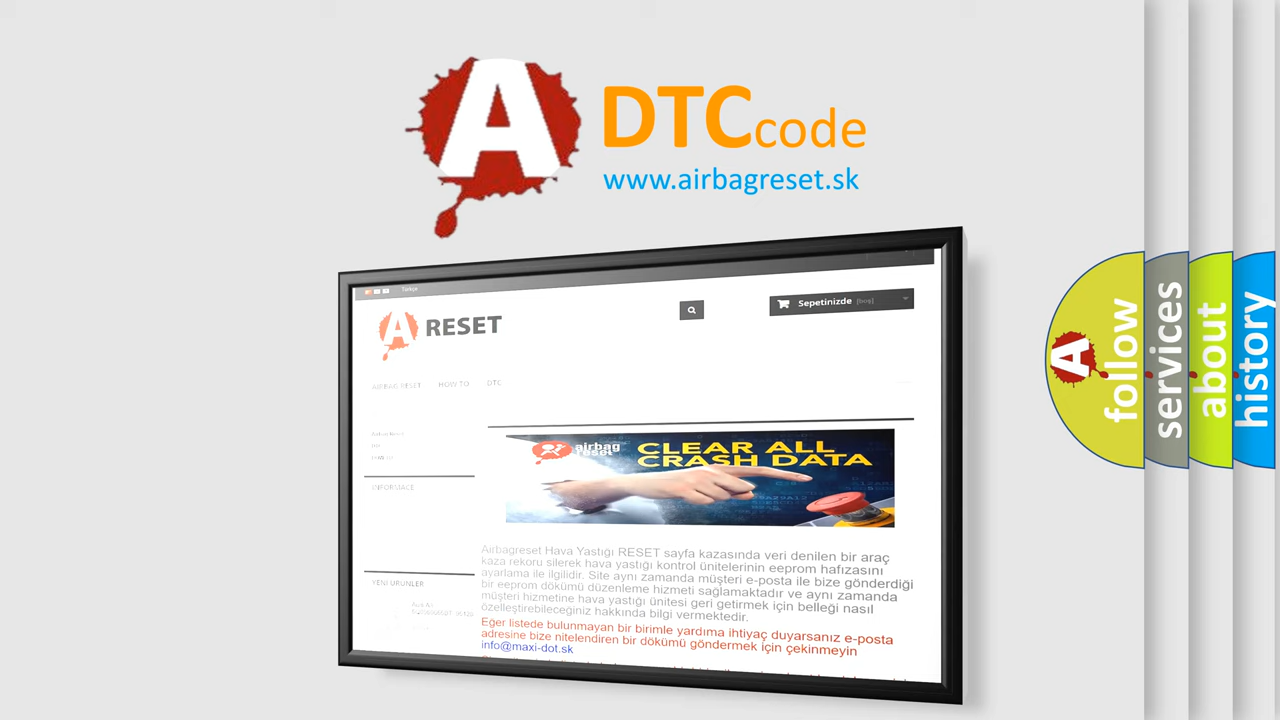 A DTCcode
www.airbagreset.sk
Türkçe
A RESET
Sepetinizde [boş]
AIRBAG RESET HOW TO DTC
INFORMACE
airbag
reset
CLEAR ALL
CRASH DATA
Airbagreset Hava Yastığı RESET sayfa kazasında veri denilen bir araç
kaza rekoru silerek hava yastığı kontrol ünitelerinin eeprom hafızasını
ayarlama ile ilgilidir. Site aynı zamanda müşteri e-posta ile bize gönderdiği
bir eeprom dökümü düzenleme hizmeti sağlamaktadır ve aynı zamanda
müşteri hizmetine hava yastığı ünitesi geri getirmek için belleği nasıl
özelleştirebileceğiniz hakkında bilgi vermektedir.
Eğer listede bulunmayan bir birimle yardıma ihtiyaç duyarsanız e-posta
adresine bize nitelendiren bir dökümü göndermek için çekinmeyin
info@maxi-dot.sk
YENI ÜRÜNLER
A follow
services
about
history